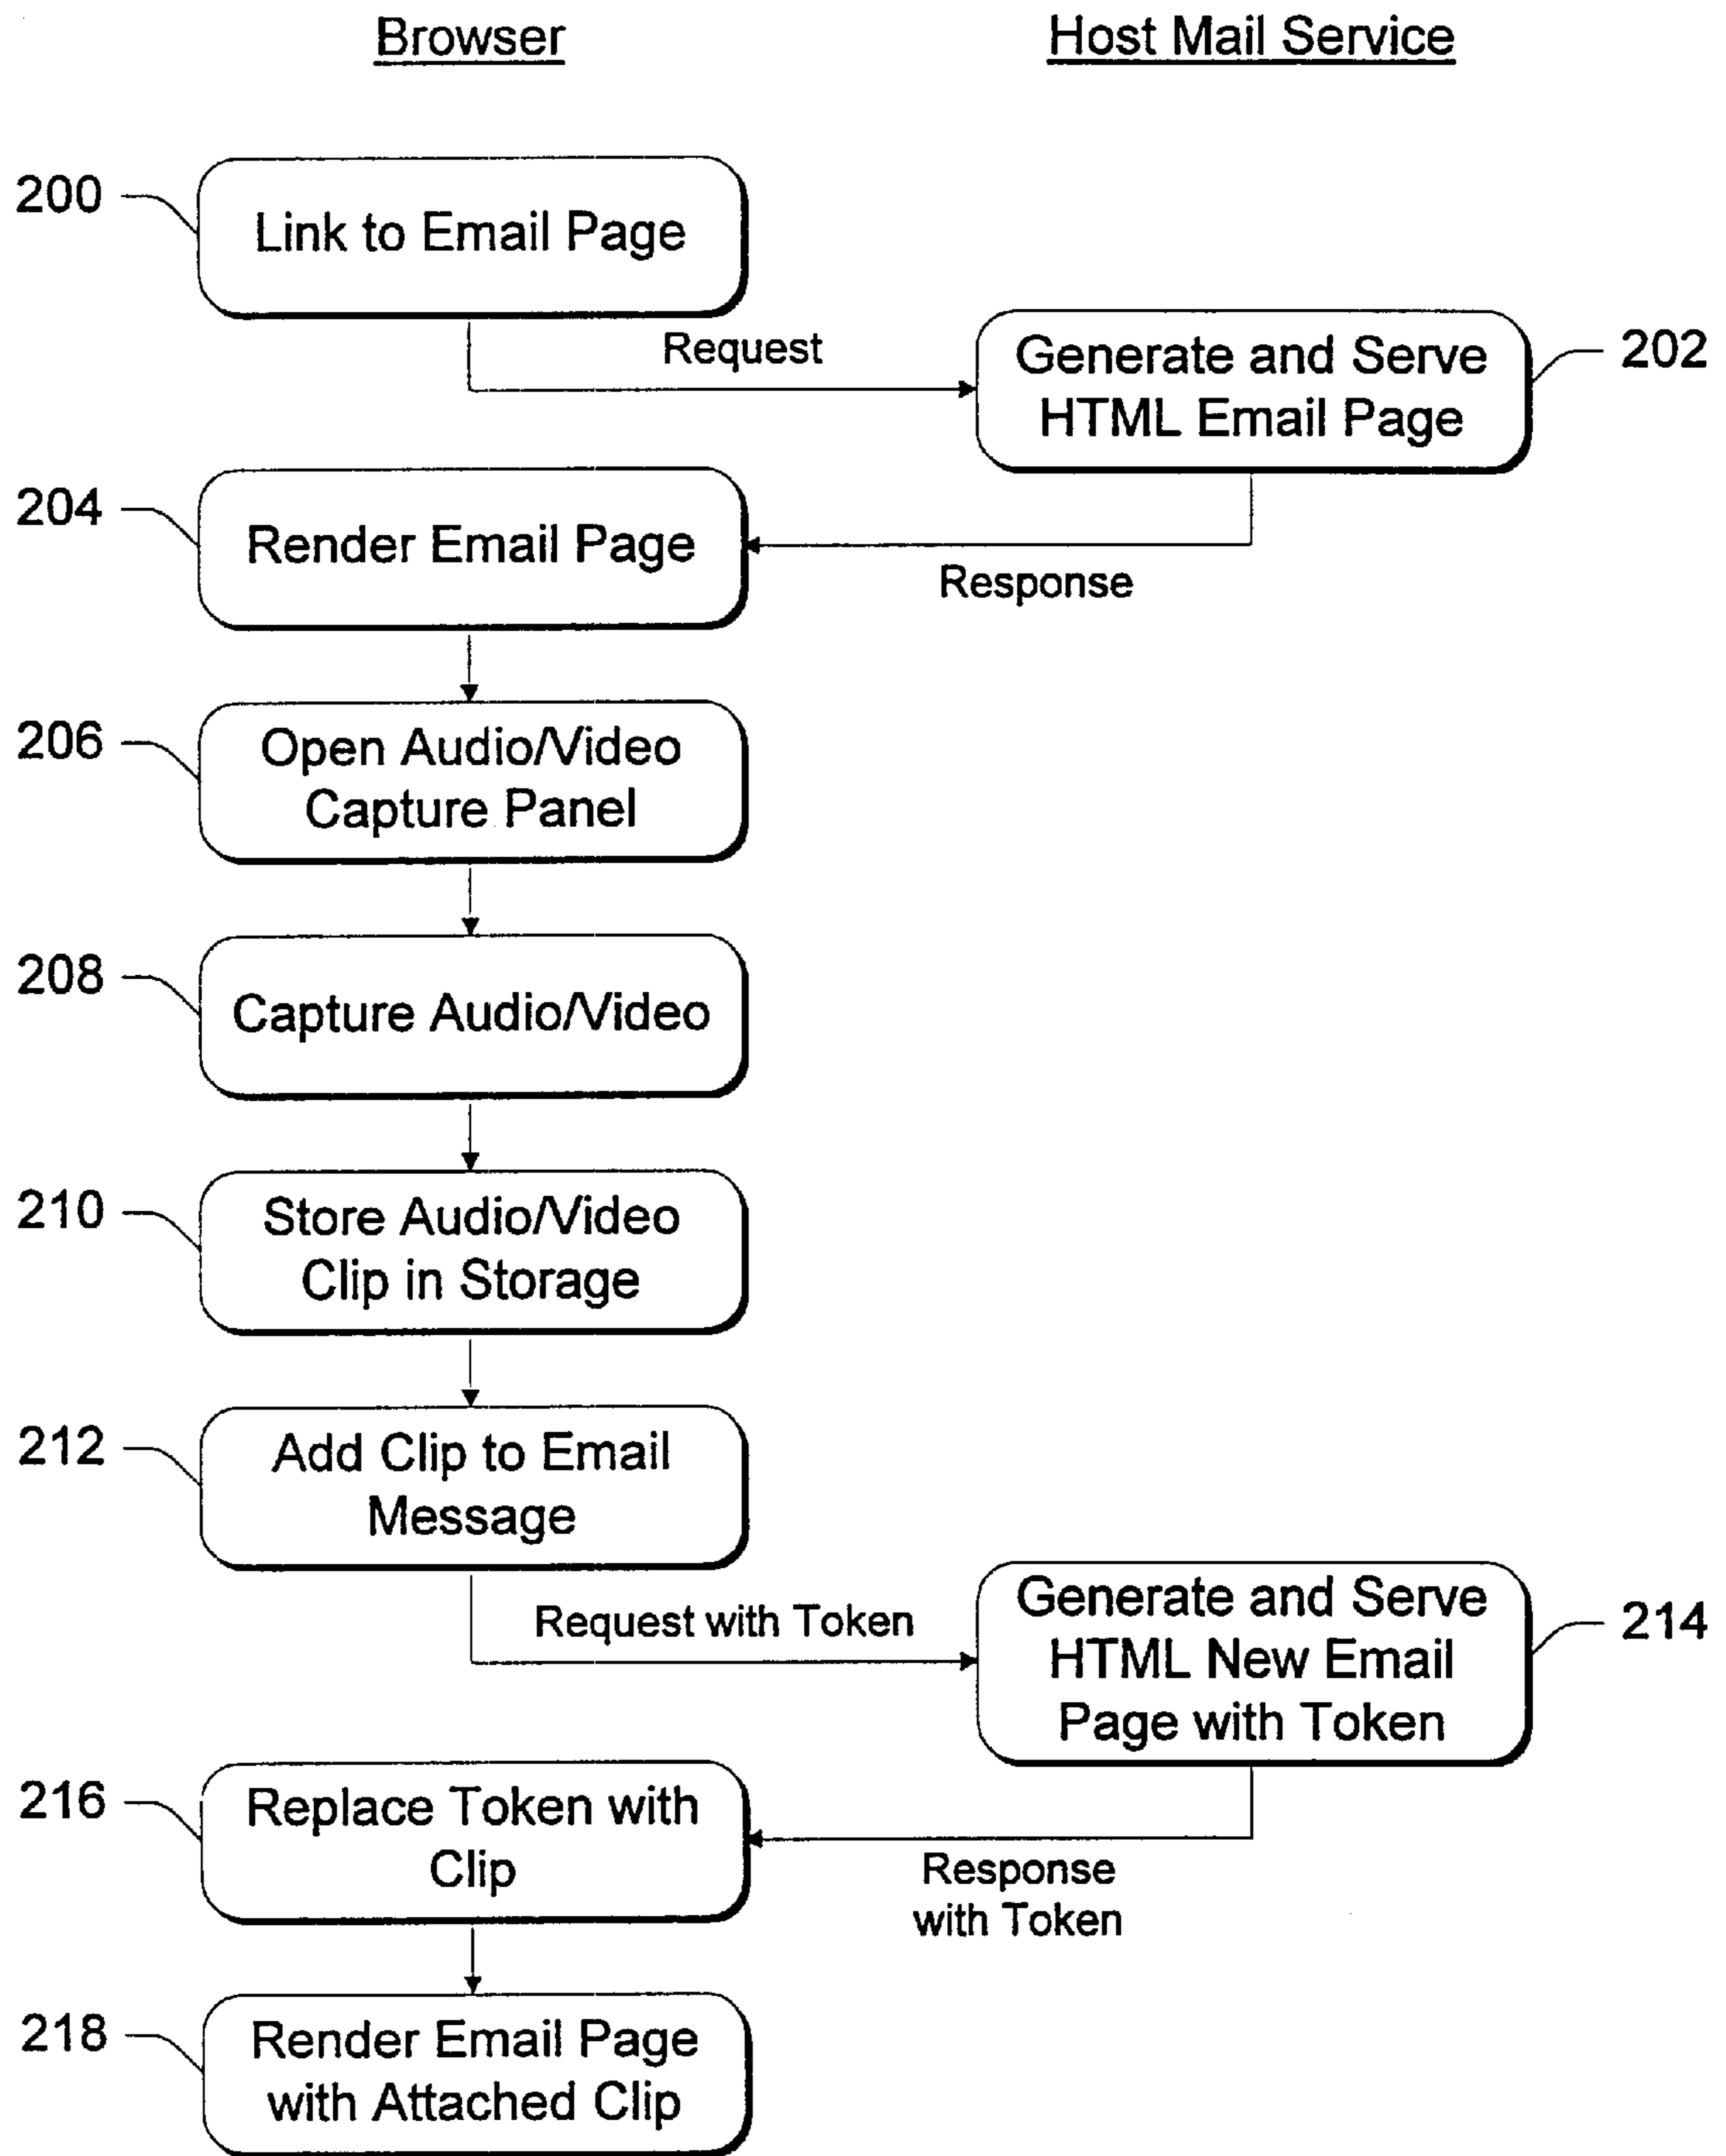 Browser
Host Mail Service
200
Link to Email Page
Request
Generate and Serve
HTML Email Page
202
204
Render Email Page
Response
206
Open Audio/Video
Capture Panel
208
Capture Audio/Video
210
Store Audio/Video
Clip in Storage
212
Add Clip to Email
Message
Request with Token
Generate and Serve
HTML New Email
Page with Token
214
216
Replace Token with
Clip
Response
with Token
218
Render Email Page
with Attached Clip